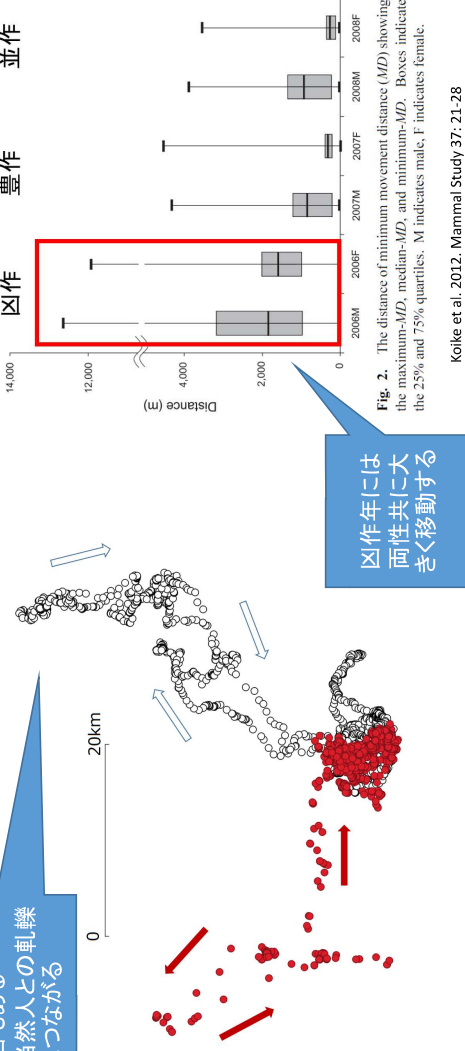 当然人との軋轢
つながる
0
20km
凶作年には
両性共に大
きく移動する
凶作
豊作
並作
14,000
12,000
4,000
2,000
0
Distance (m)
2006M
2006F
2007M
2007F
2008M
2008F
Fig. 2. The distance of minimum movement distance (MD) showing
the maximum-MD, median-MD, and minimum-MD. Boxes indicate
the 25% and 75% quartiles. M indicates male, F indicates female.
Koike et al. 2012. Mammal Study 37: 21-28